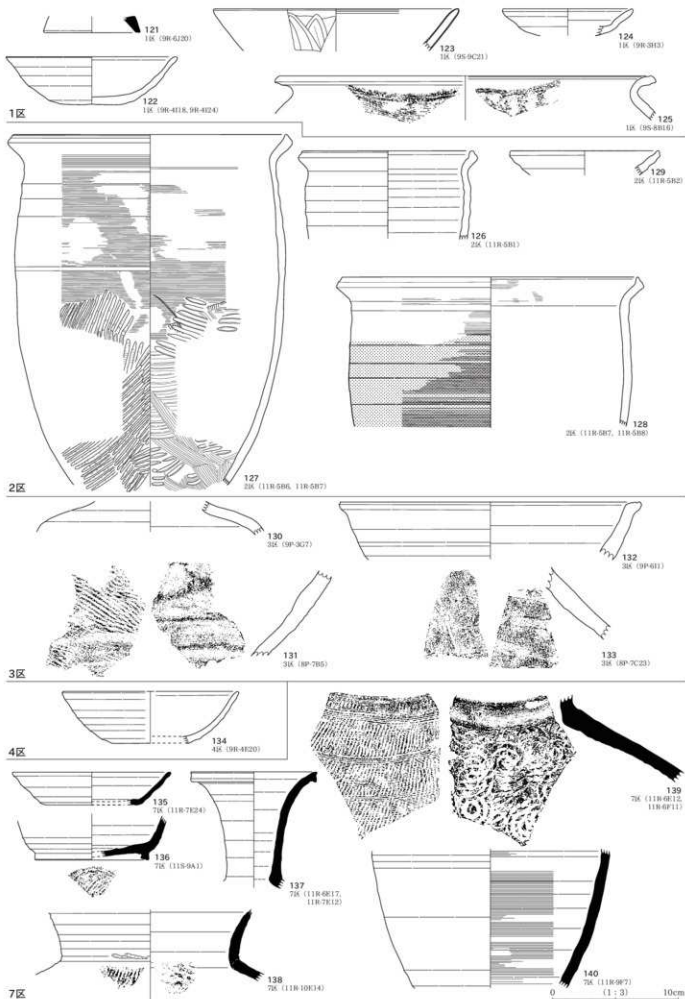 121
1区 (9R-6J20)
122
1区 (9R-4I18, 9R-4I24)
123
1区 (9S-9C21)
124
1区 (9R-3H3)
125
1区 (9S-8B16)
1区
126
2区 (11R-5B1)
129
2区 (11R-5B2)
127
2区 (11R-5B6, 11R-5B7)
128
2区 (11R-5B7, 11R-5B8)
2区
130
3区 (9P-3G7)
132
3区 (9P-6I1)
131
3区 (8P-7B5)
133
3区 (8P-7C23)
3区
134
4区 (9R-4E20)
4区
135
7区 (11R-7E24)
136
7区 (11S-9A1)
137
7区 (11R-6E17,
11R-7E12)
139
7区 (11R-6E12,
11R-6F11)
138
7区 (11R-10E14)
140
7区 (11R-9F7)
7区
0 (1:3) 10cm